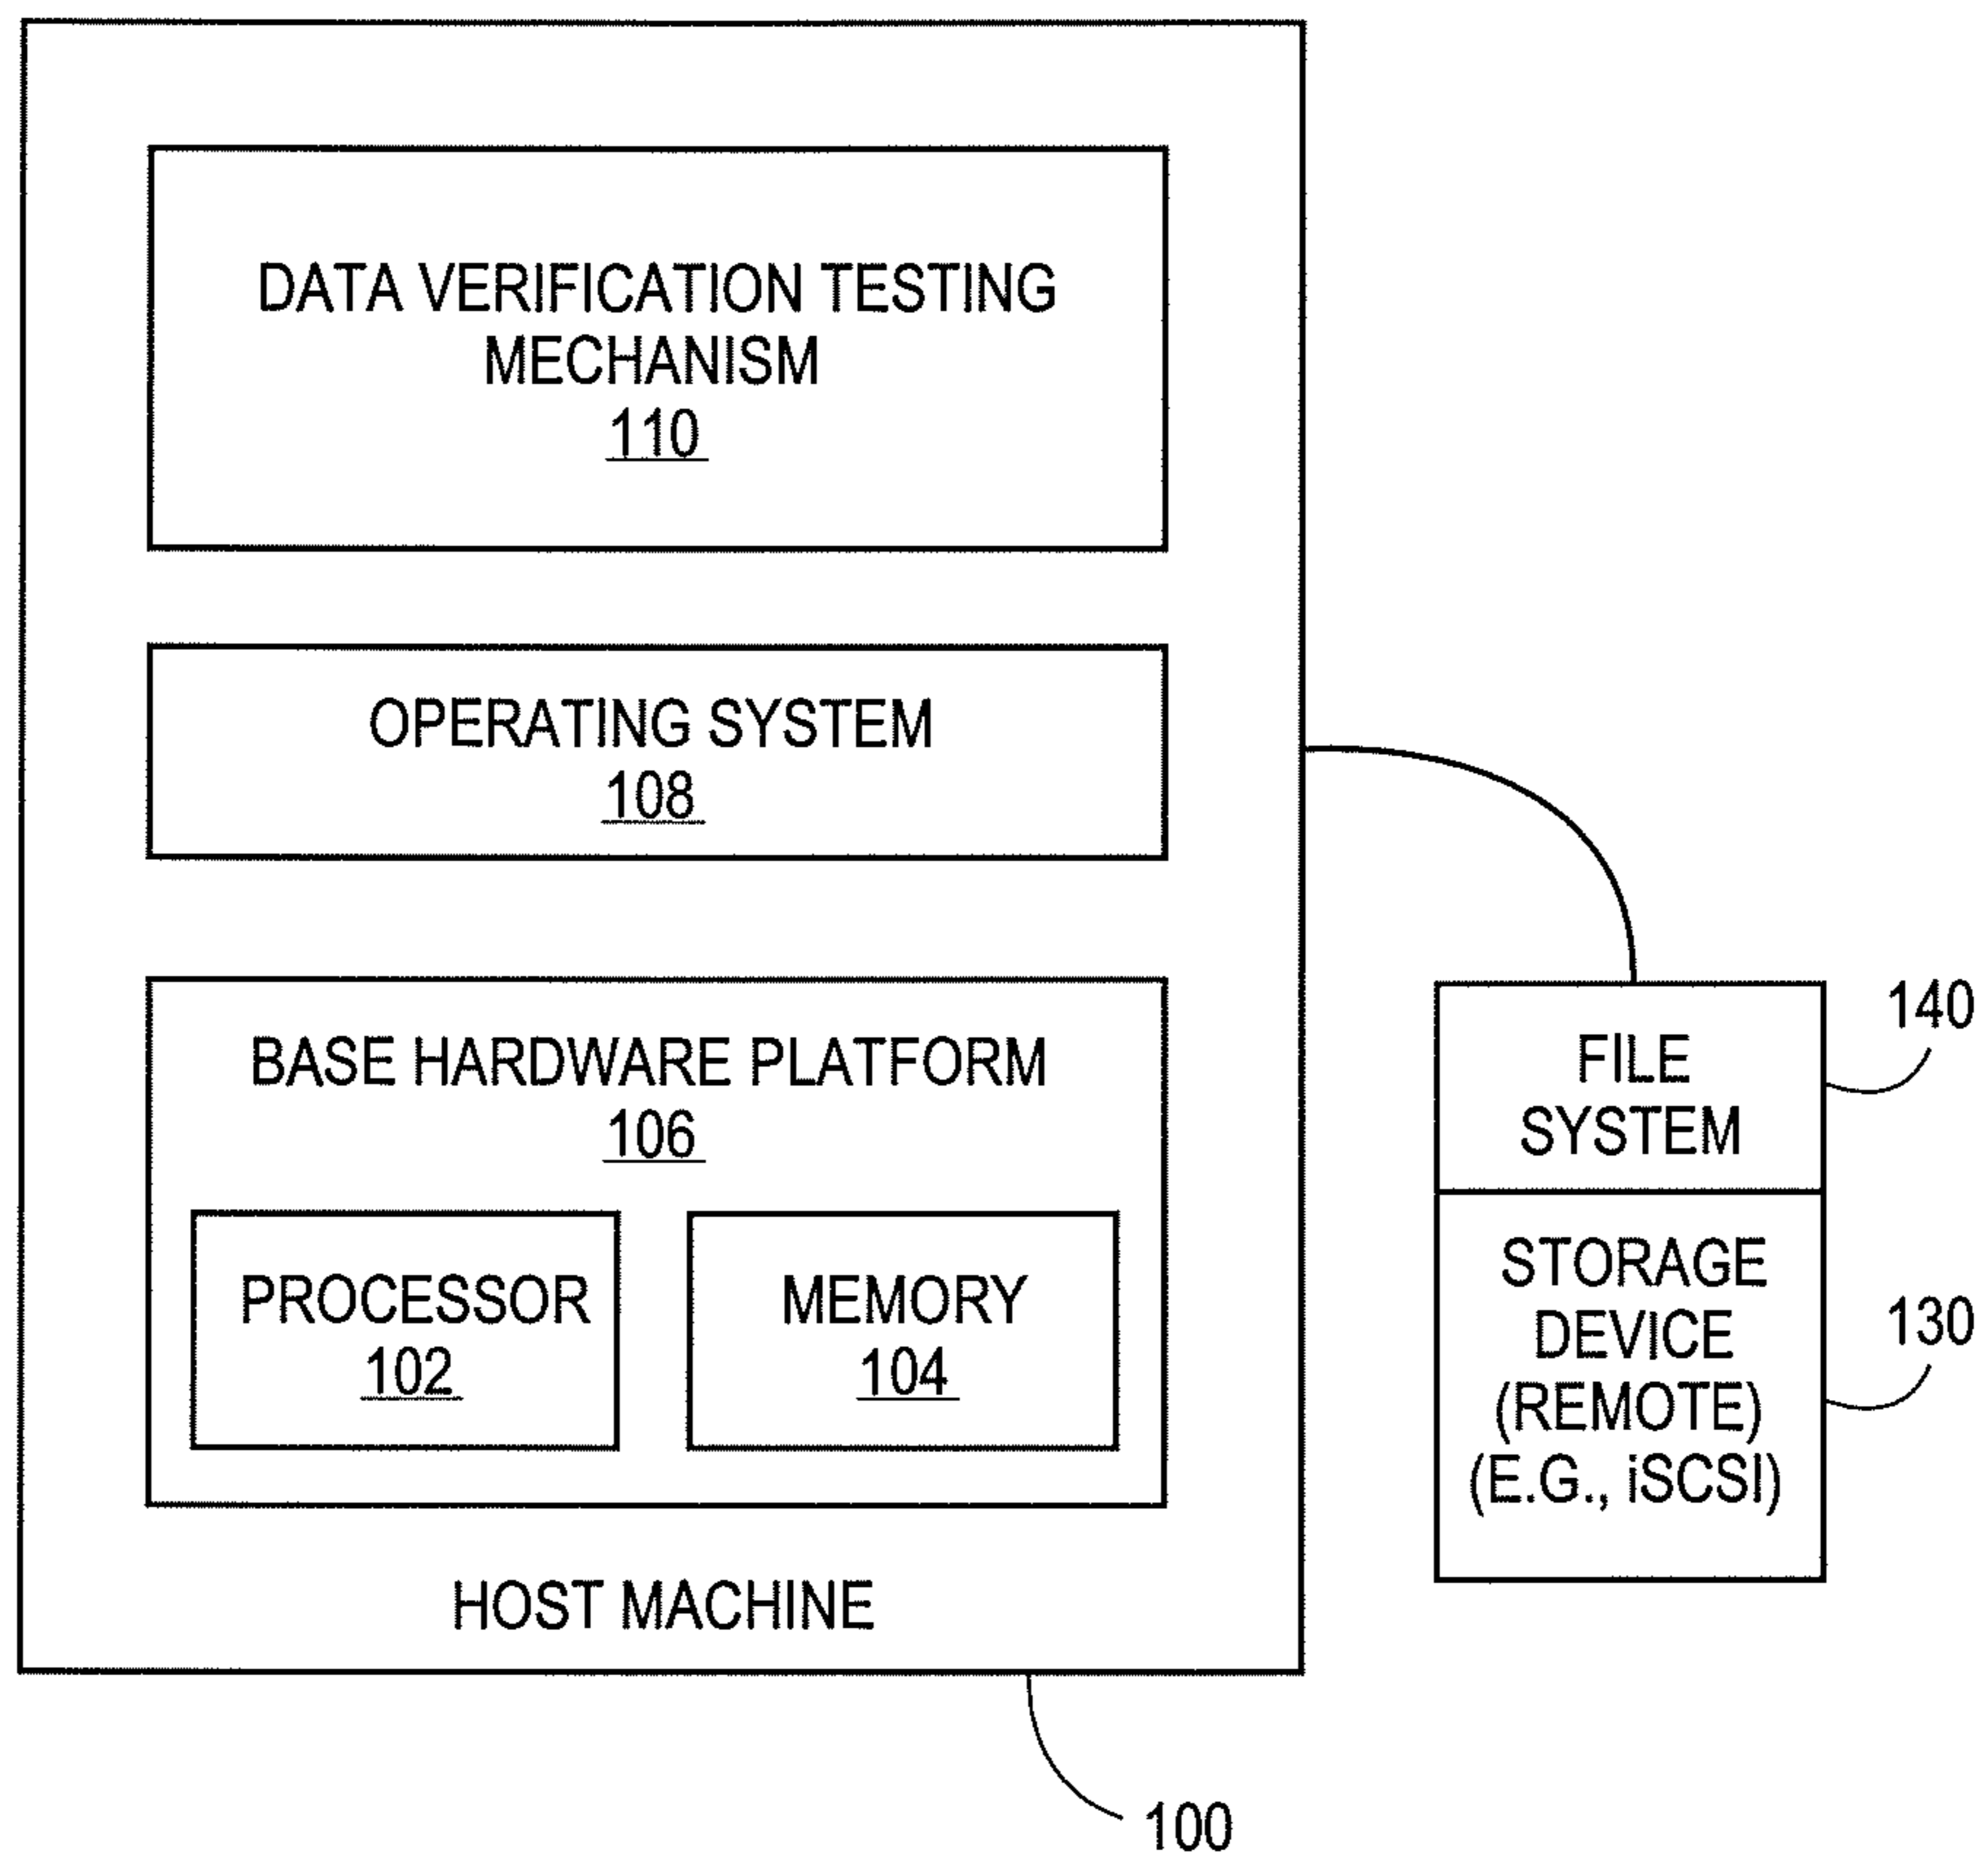 DATA VERIFICATION TESTING
MECHANISM
110
OPERATING SYSTEM
108
BASE HARDWARE PLATFORM
106
PROCESSOR
102
MEMORY
104
HOST MACHINE
100
FILE
SYSTEM
140
STORAGE
DEVICE
(REMOTE)
(E.G., iSCSI)
130